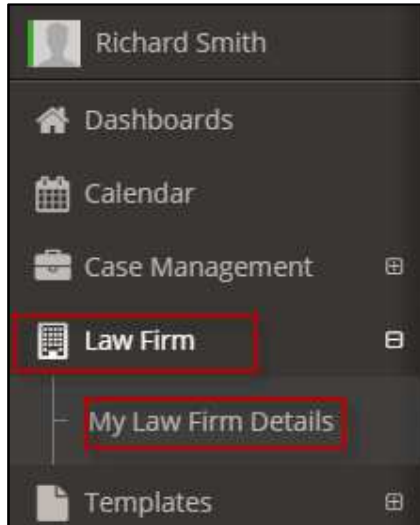 Richard Smith
Dashboards
Calendar
Case Management
Law Firm
My Law Firm Details
Templates